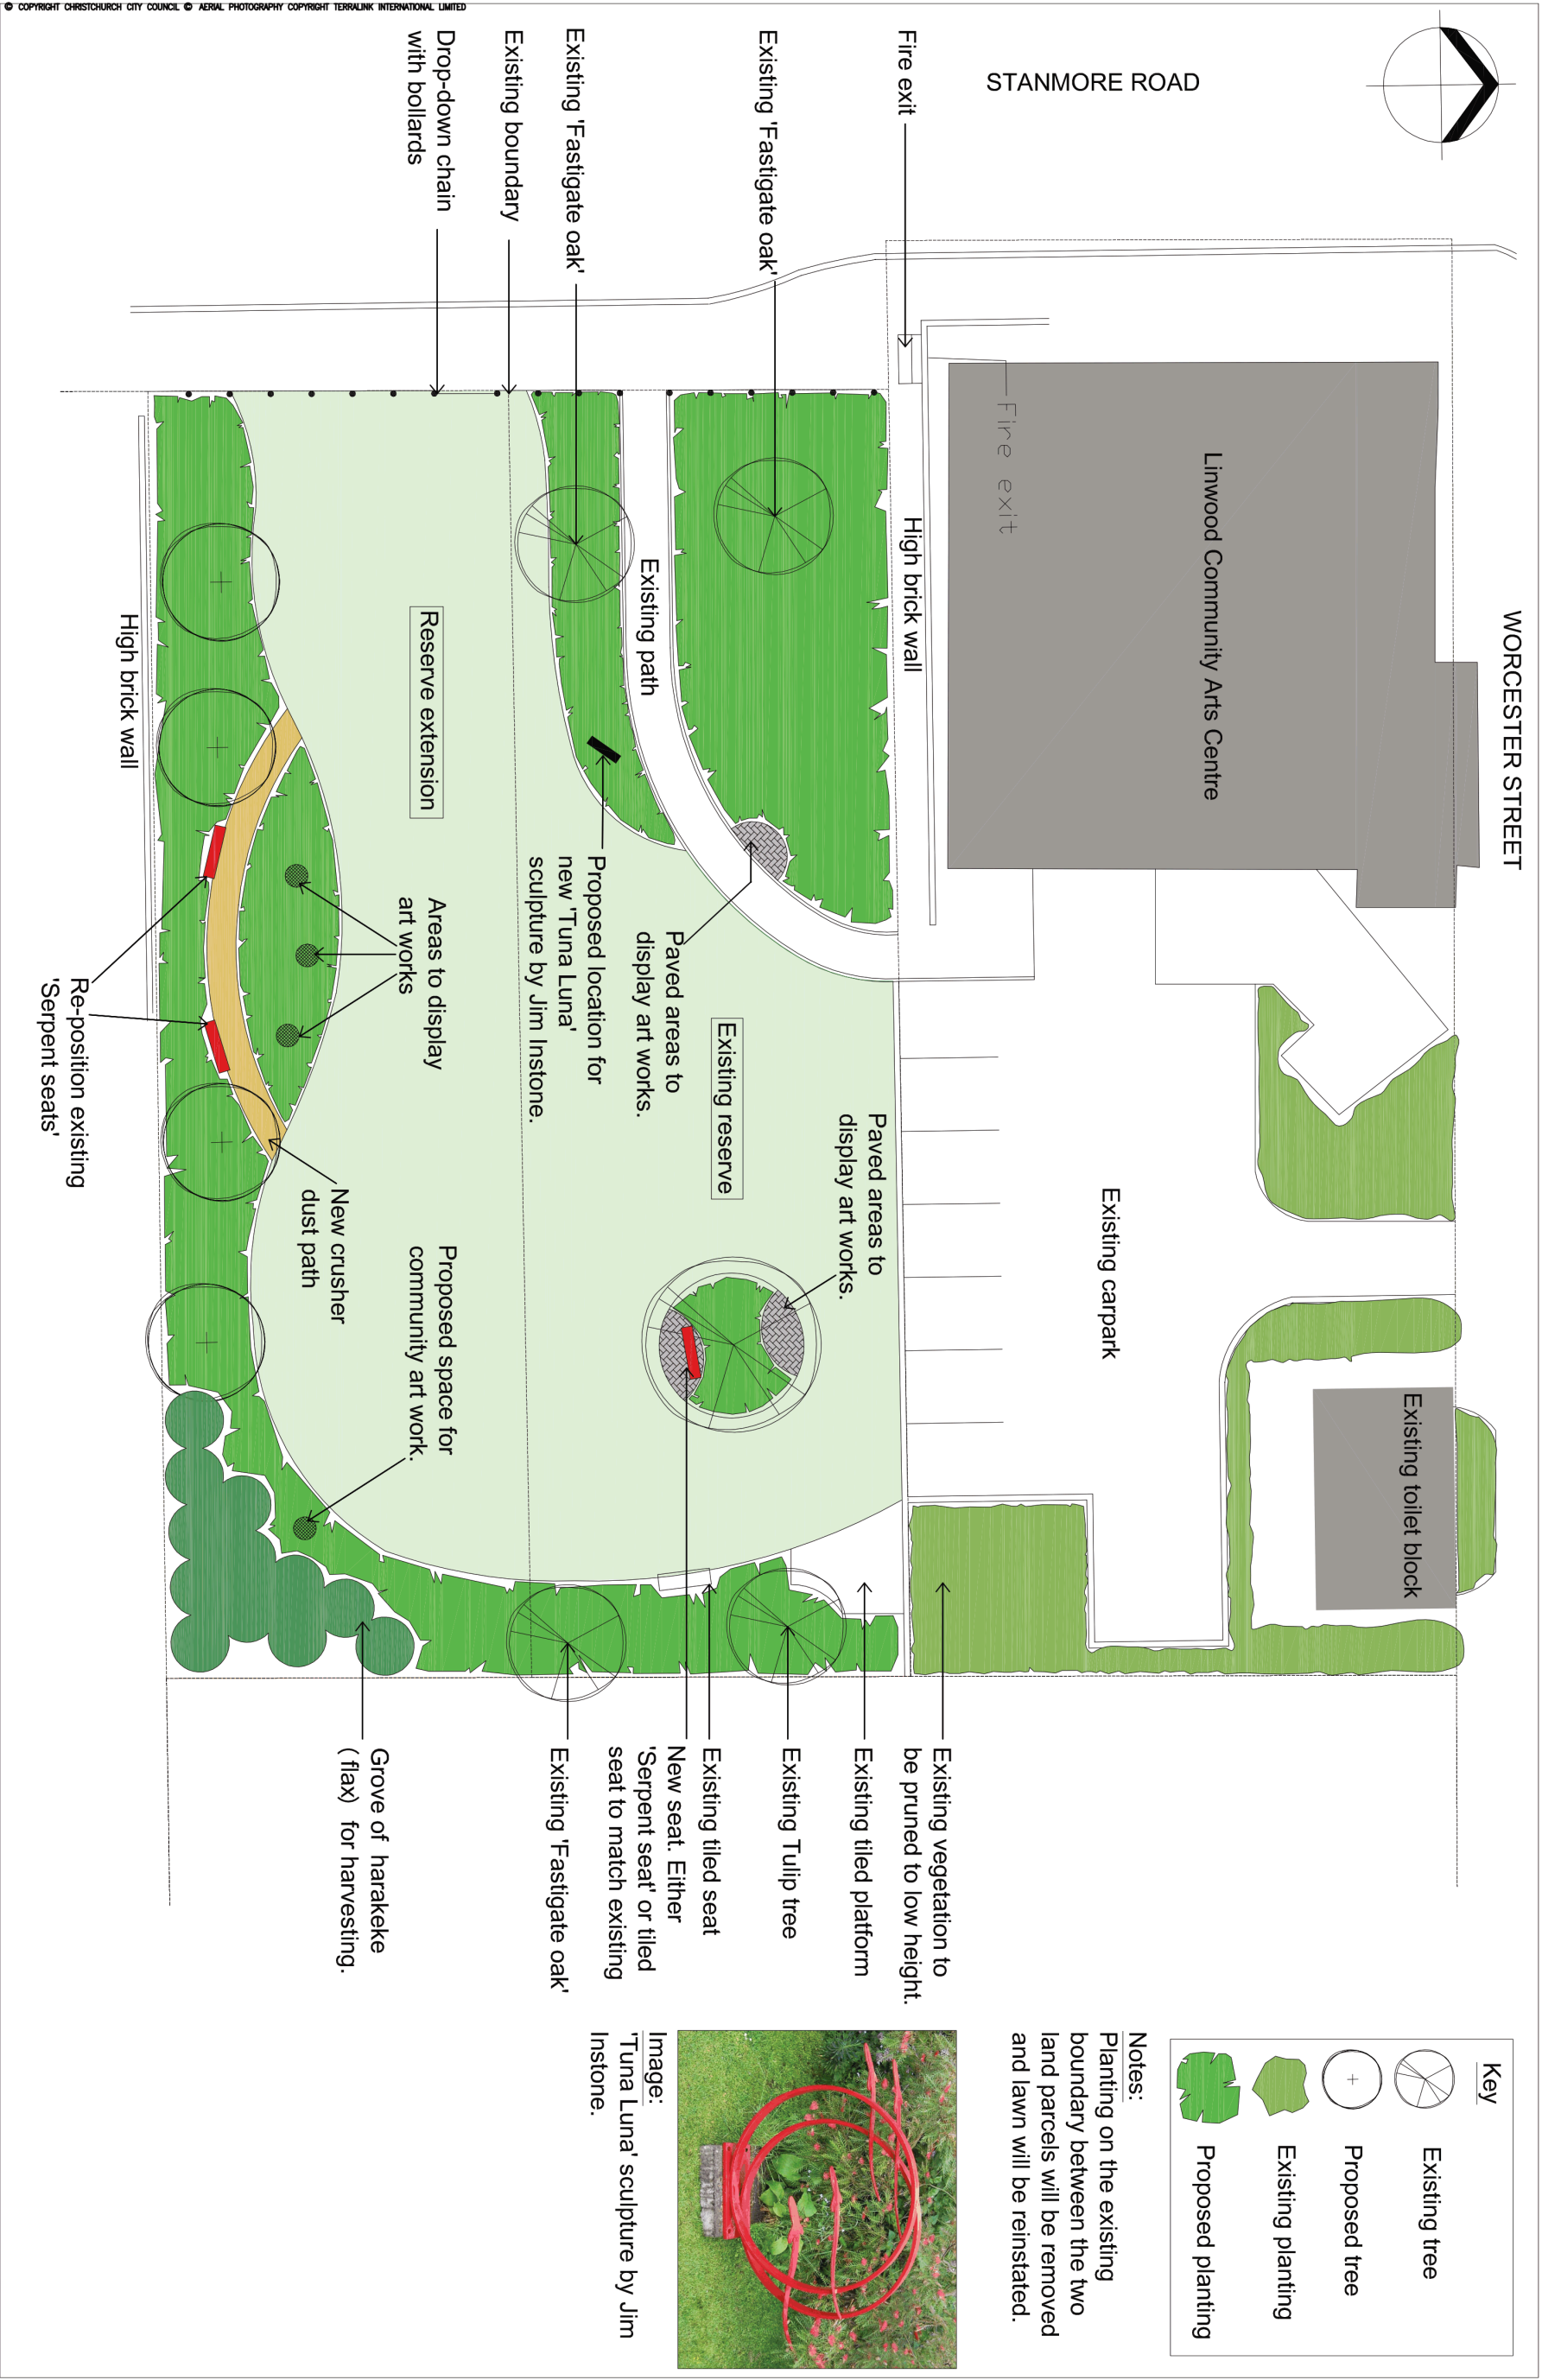 © COPYRIGHT CHRISTCHURCH CITY COUNCIL © AERIAL PHOTOGRAPHY COPYRIGHT TERRALINK INTERNATIONAL LIMITED
STANMORE ROAD
WORCESTER STREET
Fire exit
Existing 'Fastigate oak'
Existing 'Fastigate oak'
Existing boundary
Drop-down chain
with bollards
Fire exit
Linwood Community Arts Centre
High brick wall
Existing path
Reserve extension
High brick wall
Paved areas to
display art works.
Proposed location for
new 'Tuna Luna'
sculpture by Jim Instone.
Areas to display
art works
Re-position existing
'Serpent seats'
Existing reserve
Paved areas to
display art works.
Existing carpark
Existing toilet block
New crusher
dust path
Proposed space for
community art work.
Existing vegetation to
be pruned to low height.
Existing tiled platform
Existing Tulip tree
Existing tiled seat
New seat. Either
'Serpent seat' or tiled
seat to match existing
Existing 'Fastigate oak'
Grove of harakeke
(flax) for harvesting.
Key
Existing tree
Proposed tree
Existing planting
Proposed planting
Notes:
Planting on the existing
boundary between the two
land parcels will be removed
and lawn will be reinstated.
Image:
'Tuna Luna' sculpture by Jim
Instone.